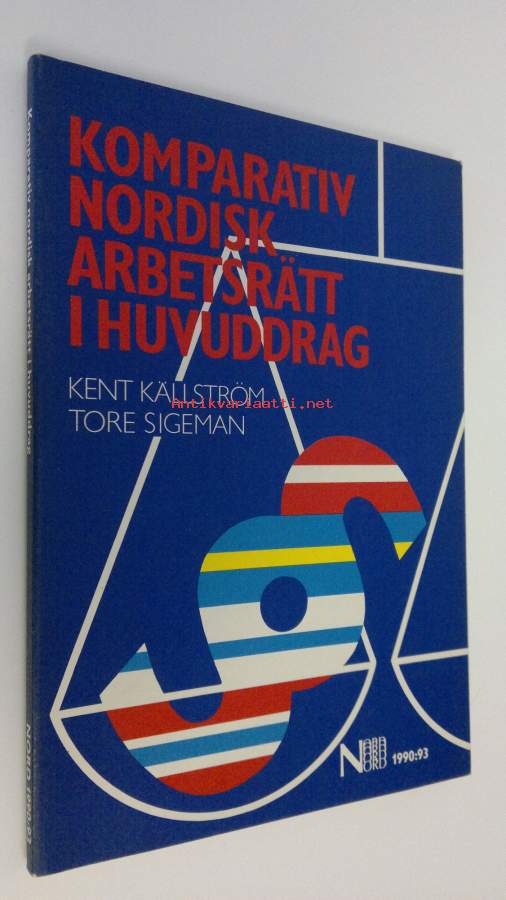 KOMPARATIV
NORDISK
ARBETSRÄTT
I HUVUDDRAG
KENT KÄLLSTRÖM
TORE SIGEMAN
Antikvariaatti.net
NORD 1990:93
Komparativ nordisk arbetsrätt i huvuddrag
NORD 1990:93